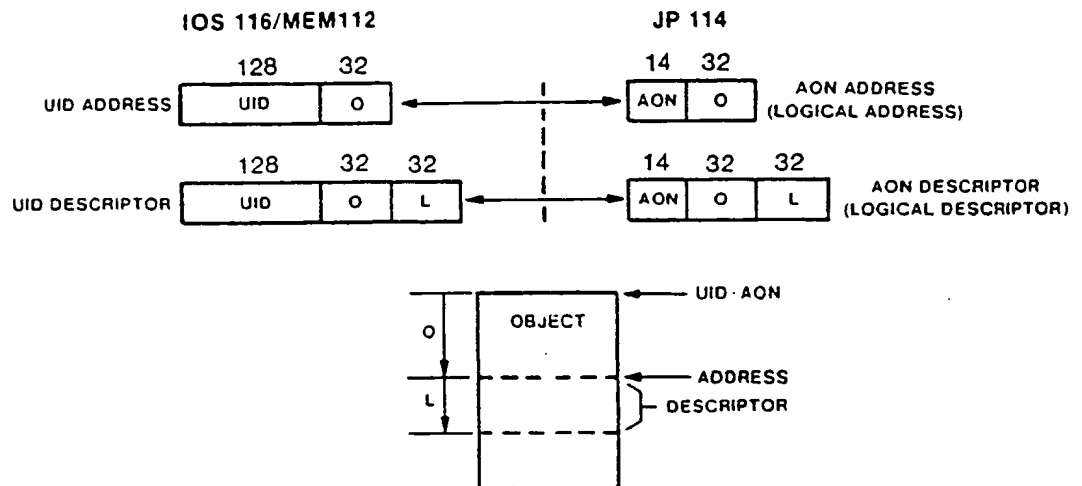 IOS 116/MEM112
JP 114
128 32
14 32
UID ADDRESS UID O
AON O AON ADDRESS
(LOGICAL ADDRESS)
128 32 32
14 32 32
UID DESCRIPTOR UID O L
AON O L AON DESCRIPTOR
(LOGICAL DESCRIPTOR)
UID·AON
OBJECT
O
ADDRESS
L
DESCRIPTOR